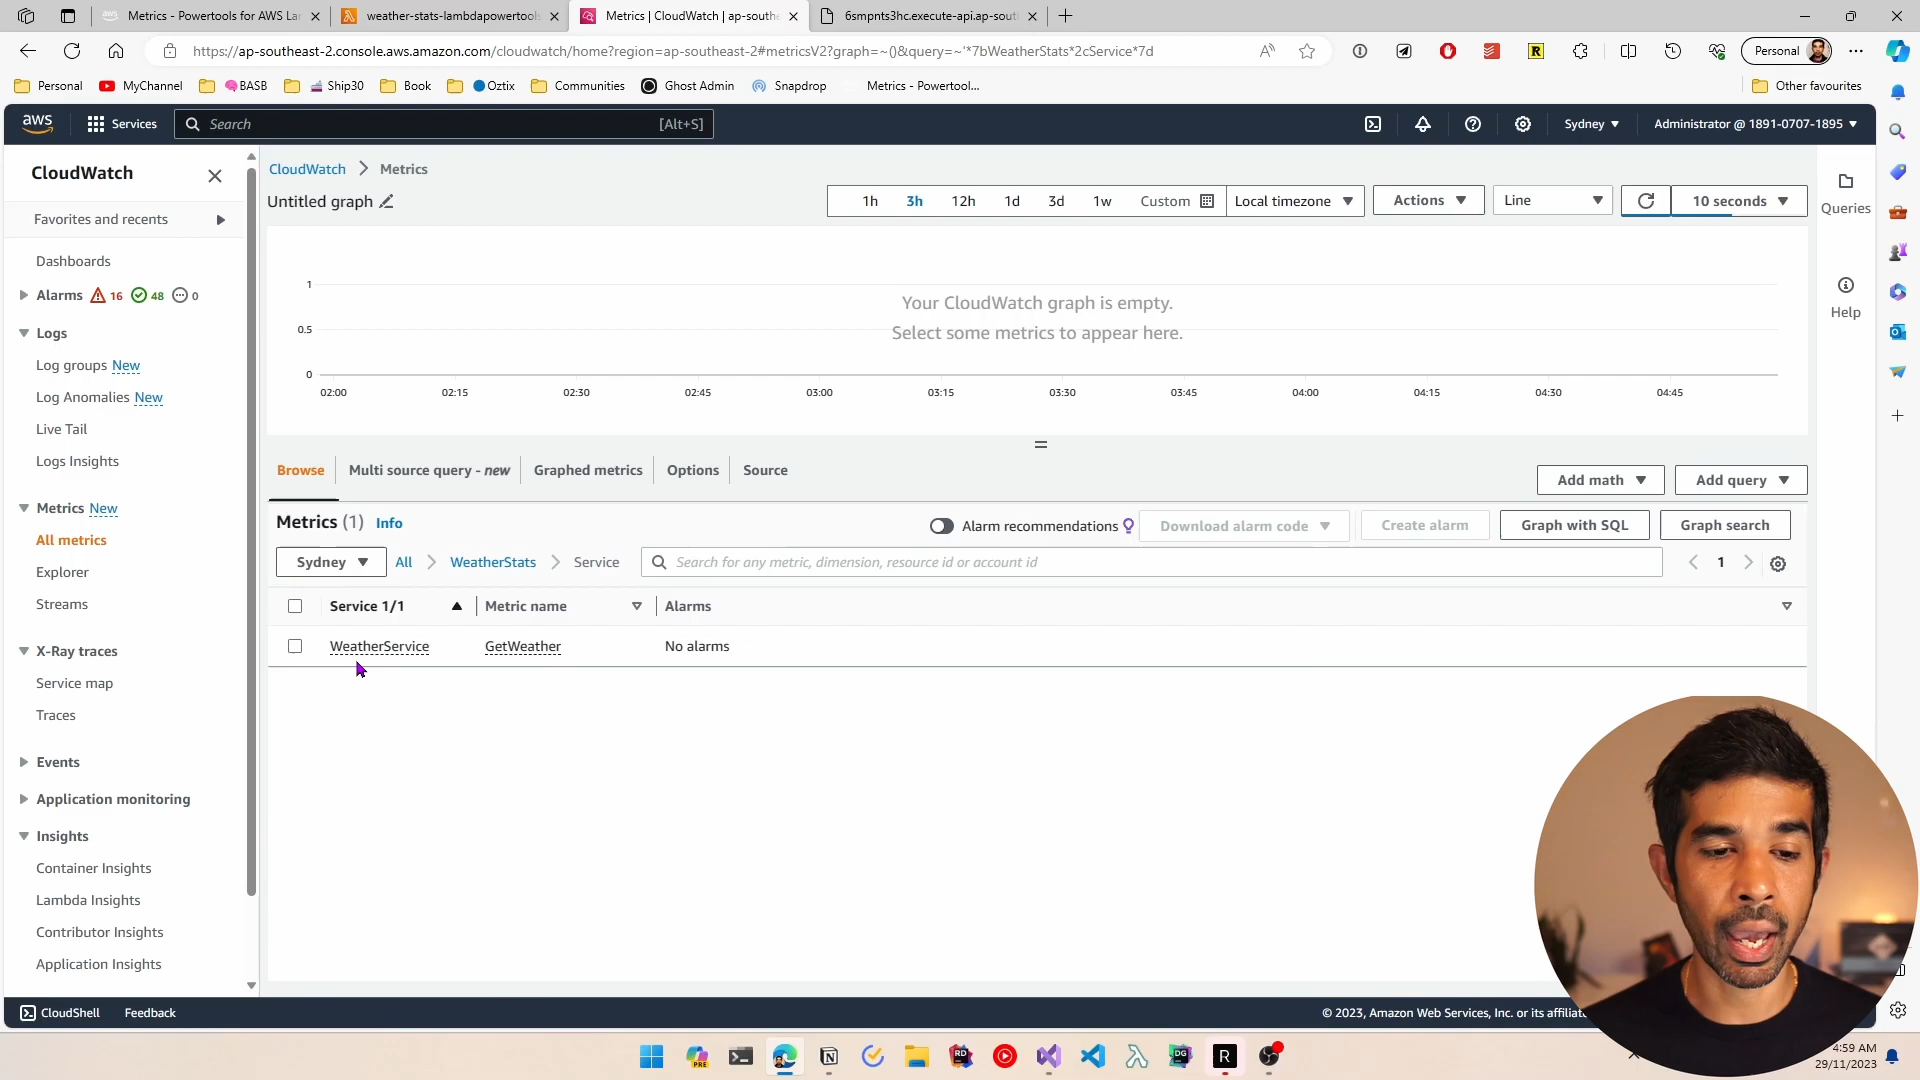 Metrics - Powertools for AWS La
weather-stats-lambdapowertools
Metrics | CloudWatch | ap-southe
6smpnts3hc.execute-api.ap-sout
https://ap-southeast-2.console.aws.amazon.com/cloudwatch/home?region=ap-southeast-2#metricsV2?graph=~()&query=~'*7bWeatherStats*2cService*7d
Personal
Personal
MyChannel
BASB
Ship30
Book
Oztix
Communities
Ghost Admin
Snapdrop
Metrics - Powertool...
Other favourites
aws
Services
Search
[Alt+S]
Sydney
Administrator @ 1891-0707-1895
CloudWatch
Favorites and recents
Dashboards
Alarms 16 48 0
Logs
Log groups New
Log Anomalies New
Live Tail
Logs Insights
Metrics New
All metrics
Explorer
Streams
X-Ray traces
Service map
Traces
Events
Application monitoring
Insights
Container Insights
Lambda Insights
Contributor Insights
Application Insights
CloudWatch > Metrics
Untitled graph
1h 3h 12h 1d 3d 1w Custom
Local timezone
Actions
Line
10 seconds
Queries
Help
1
0.5
0
Your CloudWatch graph is empty.
Select some metrics to appear here.
02:00 02:15 02:30 02:45 03:00 03:15 03:30 03:45 04:00 04:15 04:30 04:45
Browse
Multi source query - new
Graphed metrics
Options
Source
Add math
Add query
Metrics (1) Info
Alarm recommendations
Download alarm code
Create alarm
Graph with SQL
Graph search
Sydney
All > WeatherStats > Service
Search for any metric, dimension, resource id or account id
1
Service 1/1
Metric name
Alarms
WeatherService
GetWeather
No alarms
CloudShell
Feedback
© 2023, Amazon Web Services, Inc. or its affiliate
PRE
RD
DG
R
4:59 AM
29/11/2023